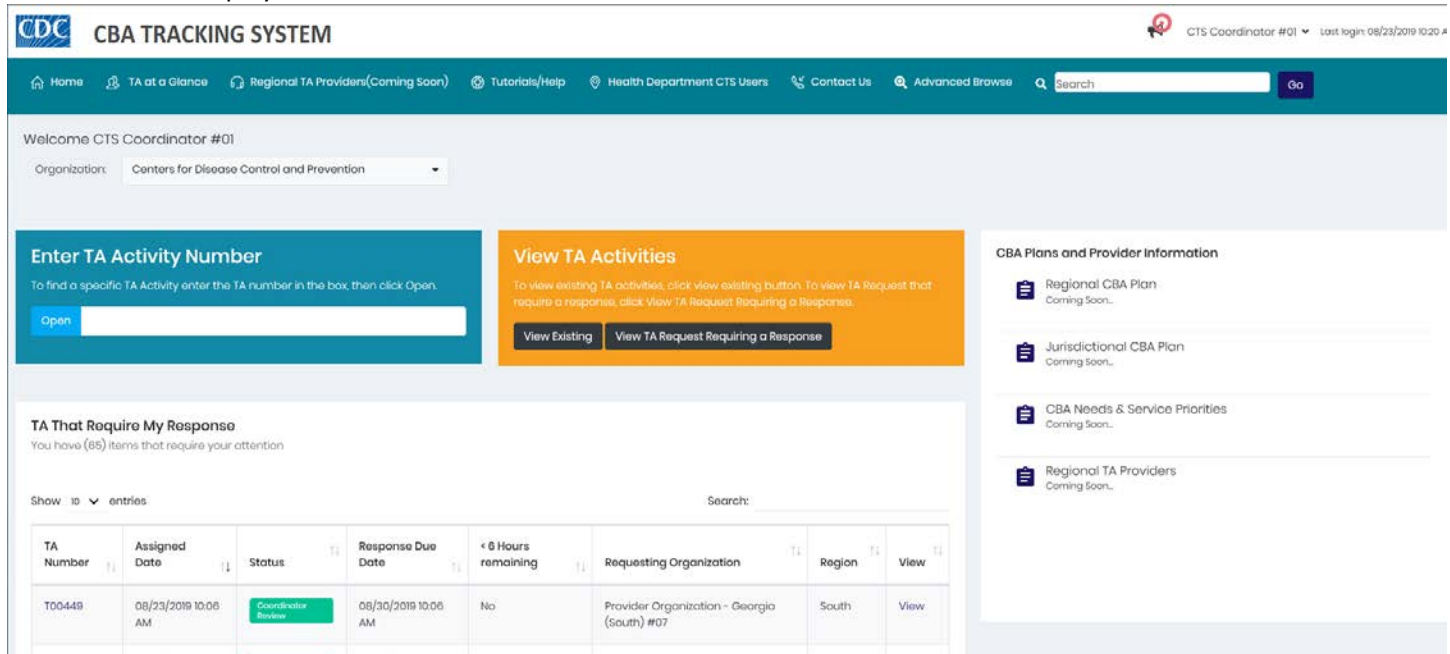 CDC CBA TRACKING SYSTEM
CTS Coordinator #01 Last login: 08/23/2019 10:20 A
Home TA at a Glance Regional TA Providers(Coming Soon) Tutorials/Help Health Department CTS Users Contact Us Advanced Browse Search Go
Welcome CTS Coordinator #01
Organization: Centers for Disease Control and Prevention
Enter TA Activity Number
To find a specific TA Activity enter the TA number in the box, then click Open.
Open
View TA Activities
To view existing TA activities, click view existing button. To view TA Request that
require a response, click View TA Request Requiring a Response.
View Existing View TA Request Requiring a Response
CBA Plans and Provider Information
Regional CBA Plan
Coming Soon...
Jurisdictional CBA Plan
Coming Soon...
CBA Needs & Service Priorities
Coming Soon...
Regional TA Providers
Coming Soon...
TA That Require My Response
You have (65) items that require your attention
Show 10 entries Search:
TA Number
Assigned Date
Status
Response Due Date
< 6 Hours remaining
Requesting Organization
Region
View
T00449
08/23/2019 10:06 AM
Coordinator Review
08/30/2019 10:06 AM
No
Provider Organization - Georgia
(South) #07
South
View